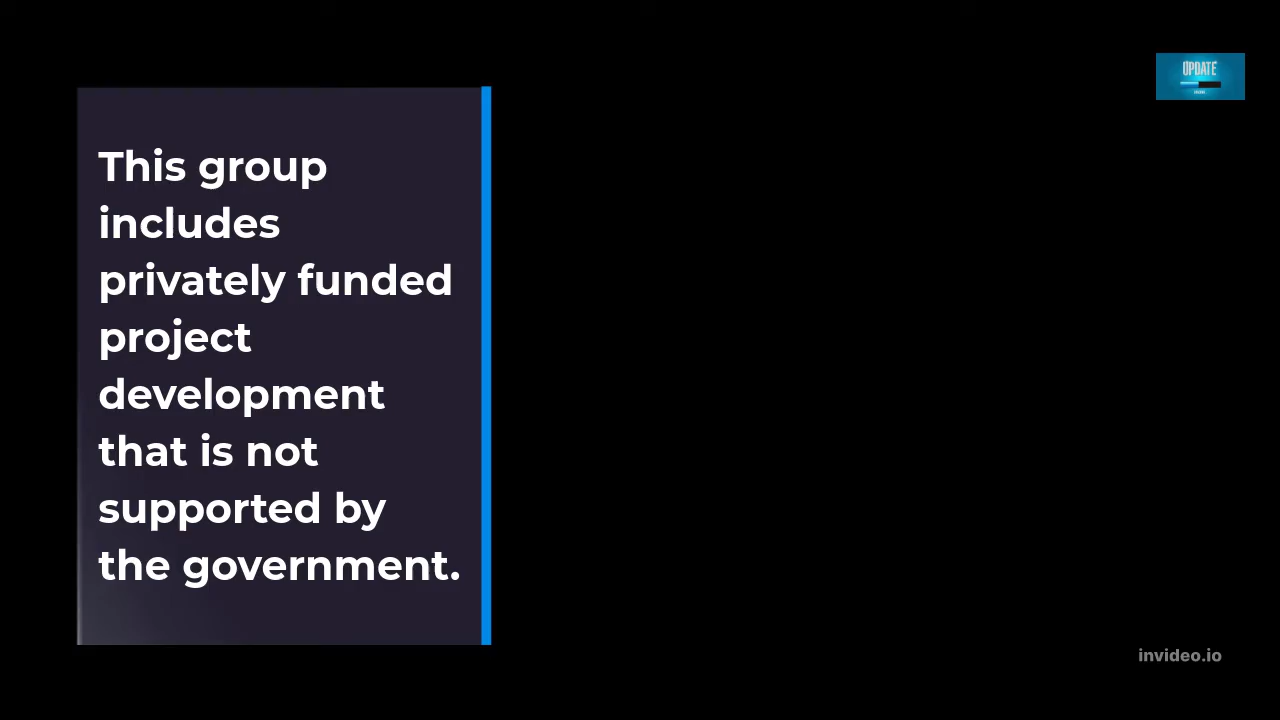 UPDATE
This group
includes
privately funded
project
development
that is not
supported by
the government.
invideo.io